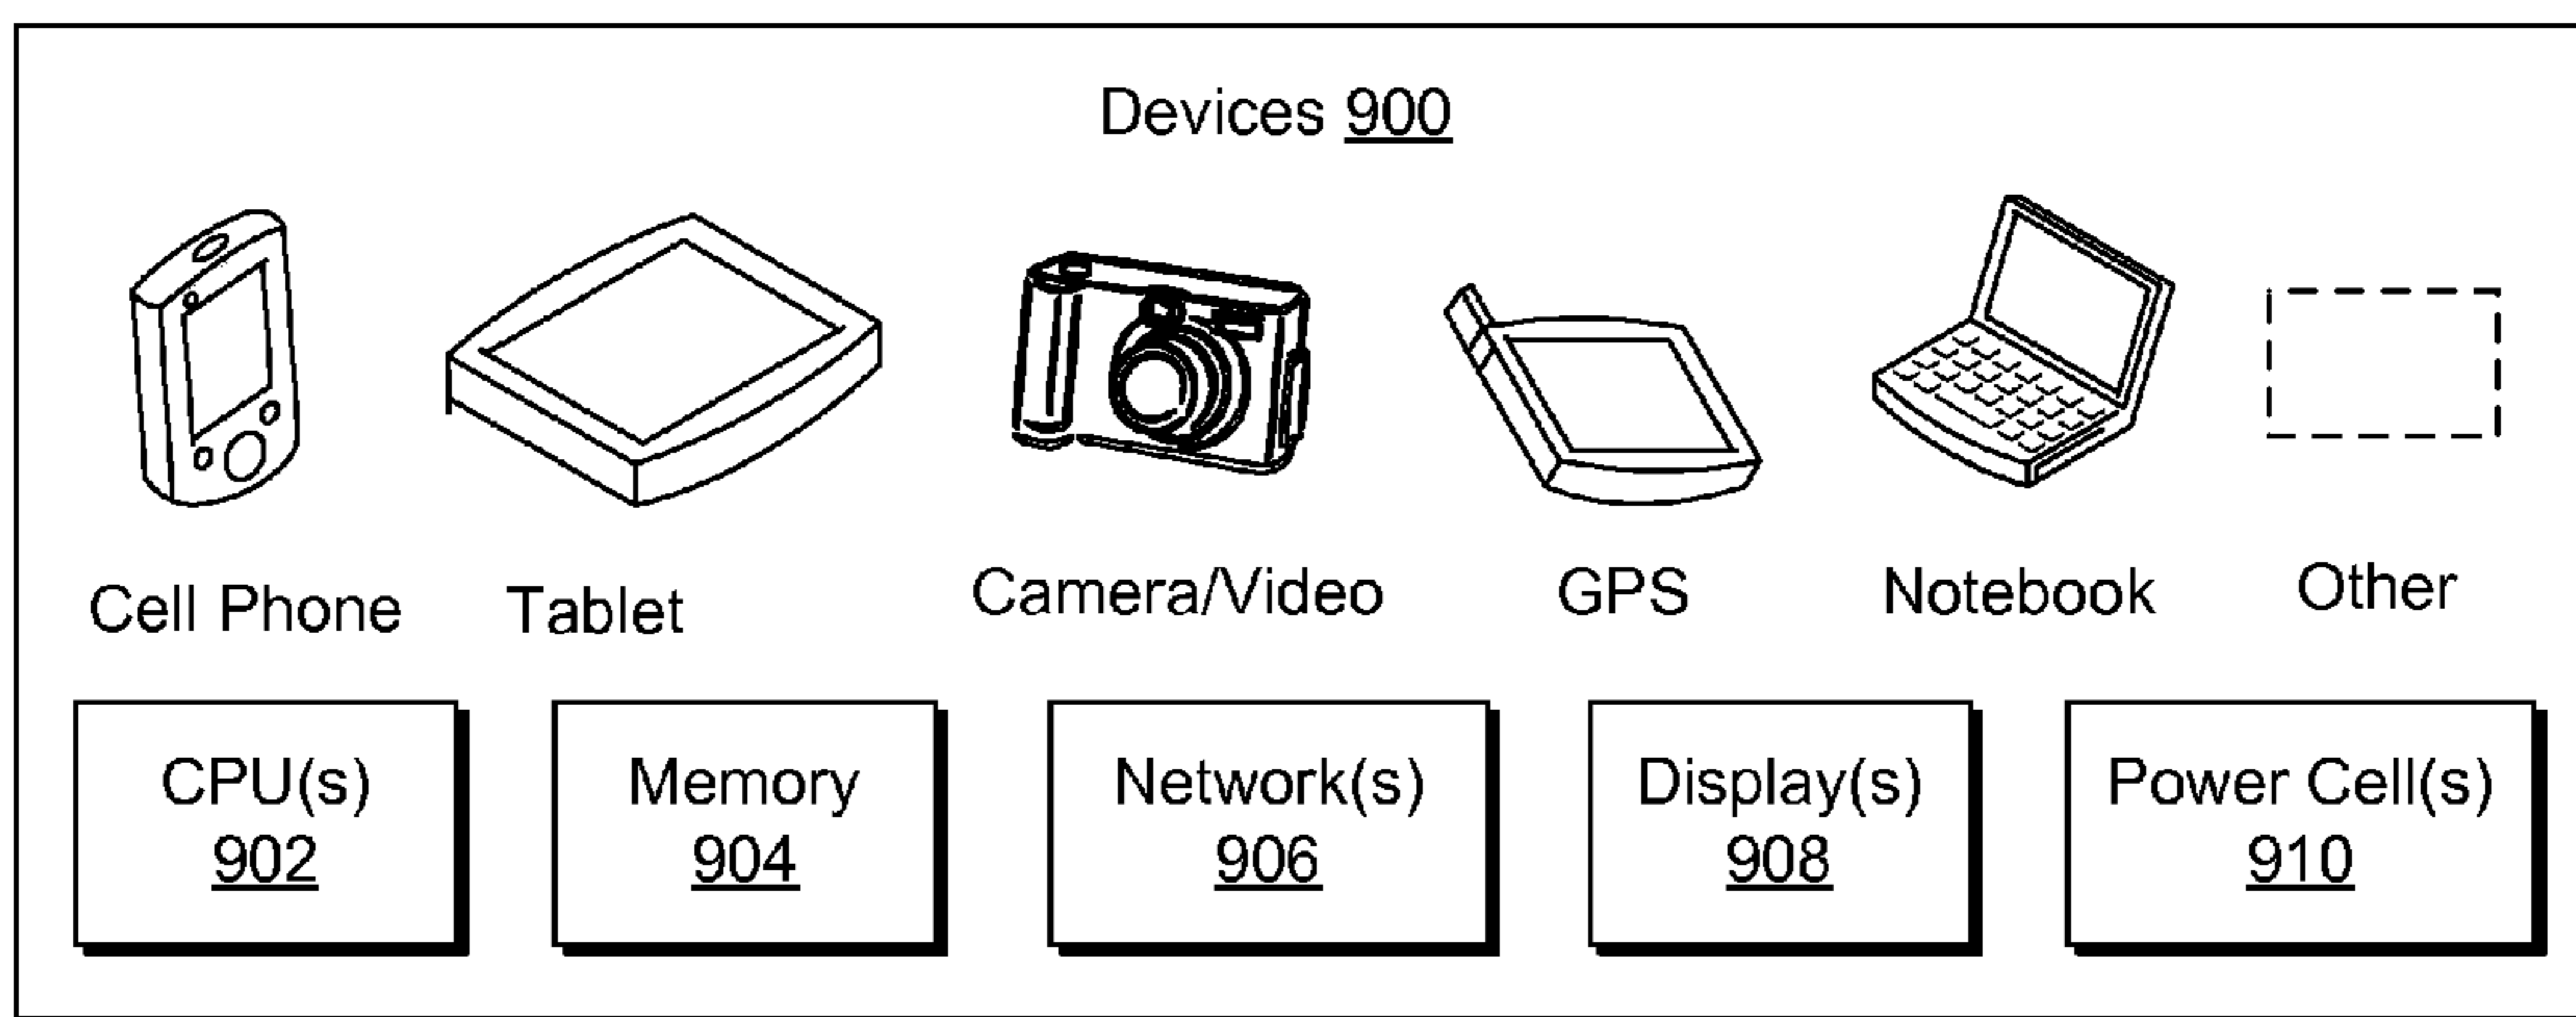 Devices 900
Cell Phone
Tablet
Camera/Video
GPS
Notebook
Other
CPU(s)
902
Memory
904
Network(s)
906
Display(s)
908
Power Cell(s)
910